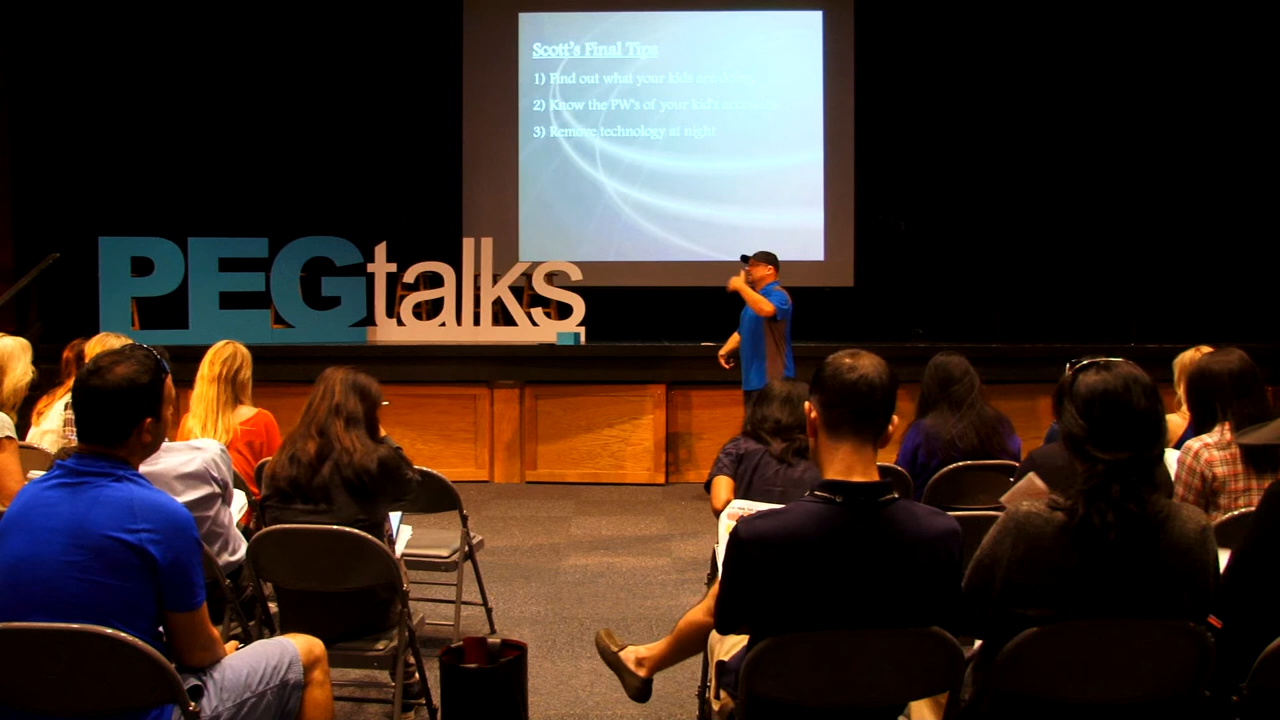 Scott's Final Tips
1) Find out what your kids are doing
2) Know the PW's of your kid's accounts
3) Remove technology at night
PEGtalks